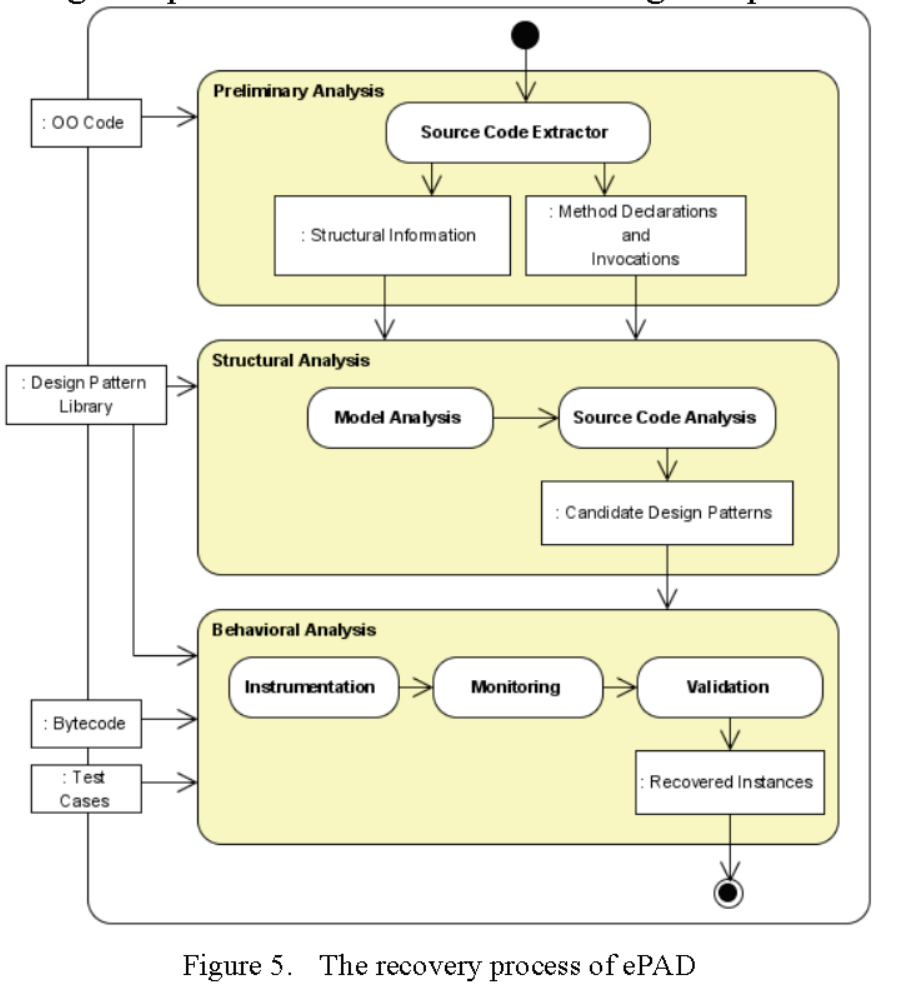 Preliminary Analysis
: OO Code
Source Code Extractor
: Structural Information
: Method Declarations
and
Invocations
Structural Analysis
: Design Pattern
Library
Model Analysis
Source Code Analysis
: Candidate Design Patterns
Behavioral Analysis
Instrumentation
Monitoring
Validation
: Bytecode
: Test
Cases
: Recovered Instances
Figure 5. The recovery process of ePAD